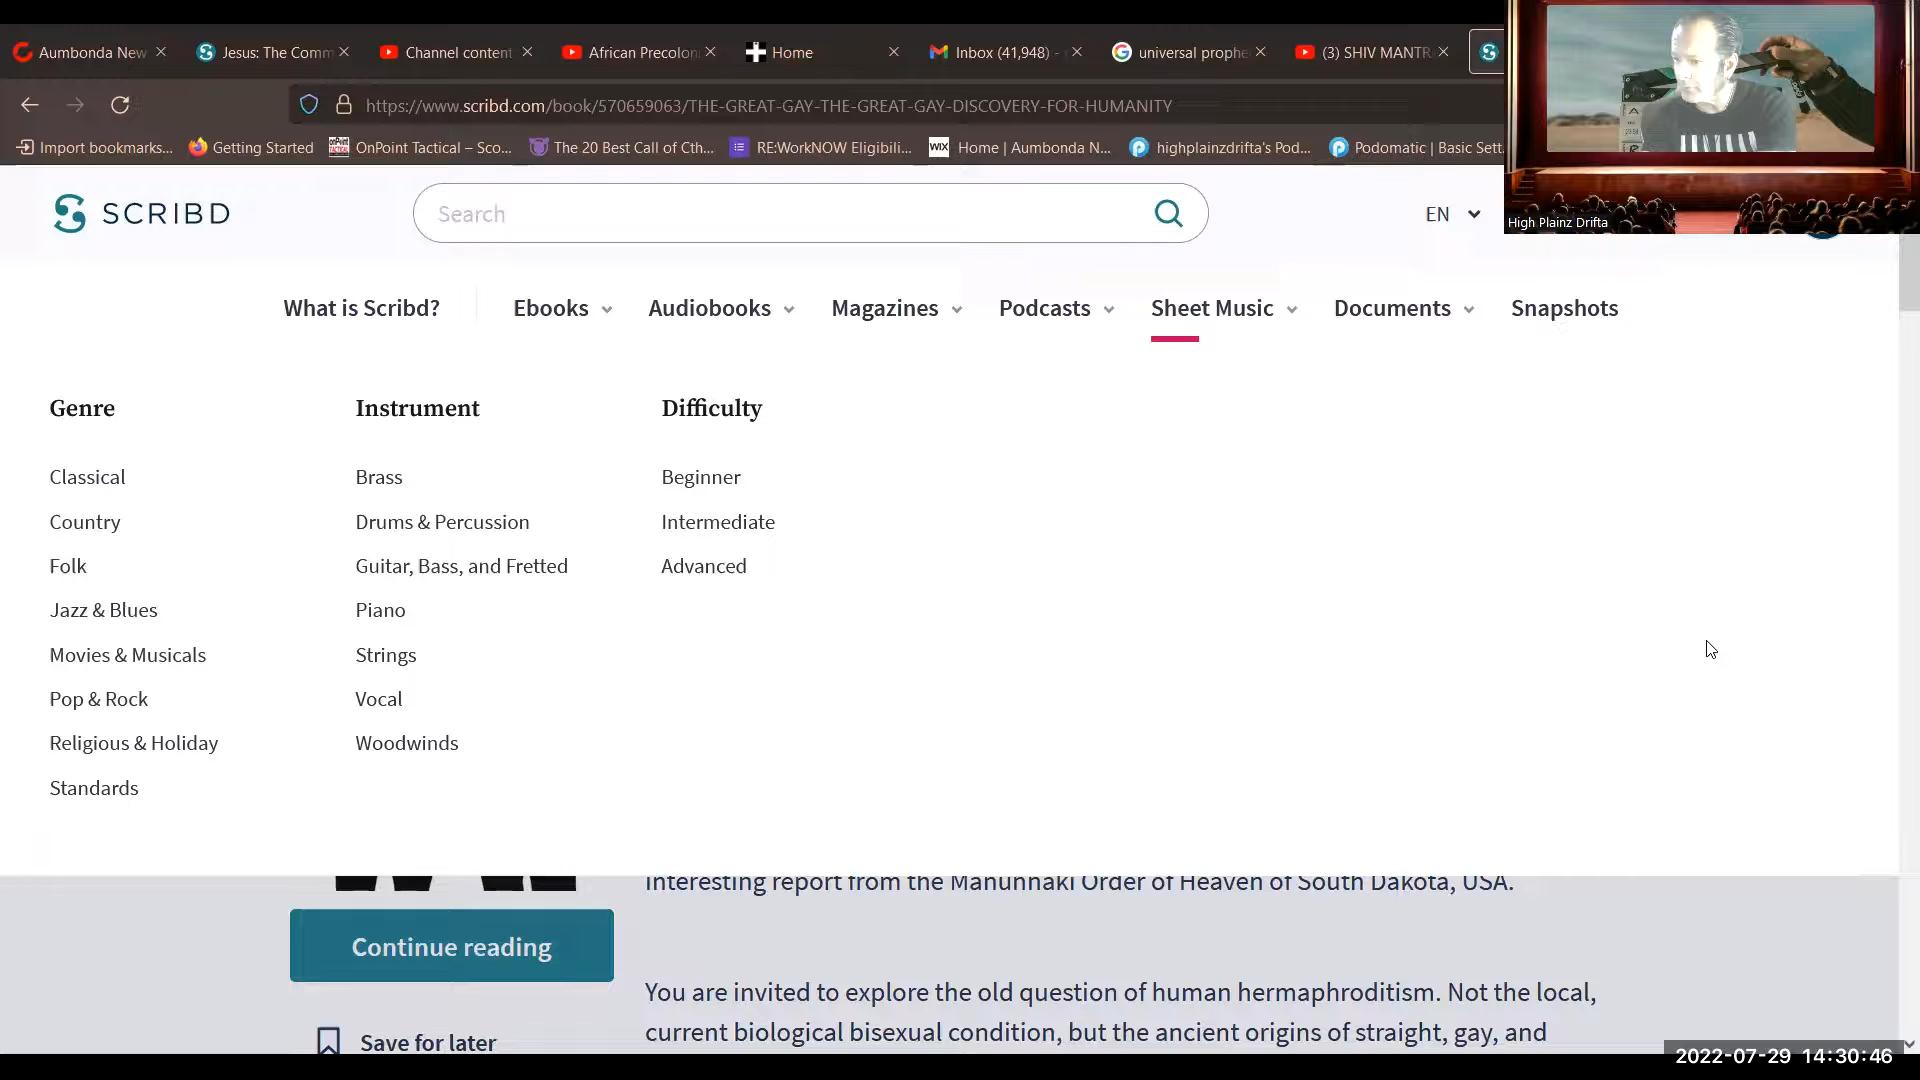 Aumbonda New
Jesus: The Comm
Channel content
African Precolon
Home
Inbox (41,948) -
universal prophe
(3) SHIV MANTR
https://www.scribd.com/book/570659063/THE-GREAT-GAY-THE-GREAT-GAY-DISCOVERY-FOR-HUMANITY
Import bookmarks...
Getting Started
OnPoint Tactical – Sco...
The 20 Best Call of Cth...
RE:WorkNOW Eligibili...
WIX Home | Aumbonda N...
highplainzdrifta's Pod...
Podomatic | Basic Sett
High Plainz Drifta
SCRIBD
Search
EN
What is Scribd?
Ebooks
Audiobooks
Magazines
Podcasts
Sheet Music
Documents
Snapshots
Genre
Classical
Country
Folk
Jazz & Blues
Movies & Musicals
Pop & Rock
Religious & Holiday
Standards
Instrument
Brass
Drums & Percussion
Guitar, Bass, and Fretted
Piano
Strings
Vocal
Woodwinds
Difficulty
Beginner
Intermediate
Advanced
Continue reading
Save for later
interesting report from the Manunnaki Order of Heaven of South Dakota, USA.
You are invited to explore the old question of human hermaphroditism. Not the local,
current biological bisexual condition, but the ancient origins of straight, gay, and
2022-07-29 14:30:46